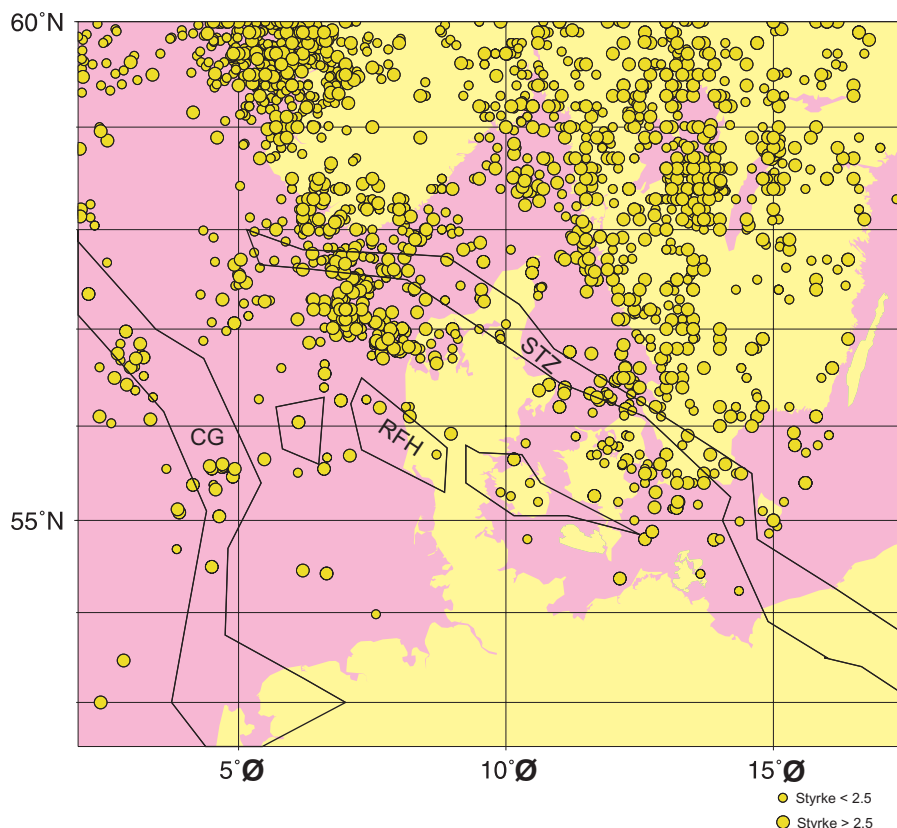 60°N
STZ
RFH
CG
55°N
5°Ø 10°Ø 15°Ø
Styrke < 2.5
Styrke > 2.5